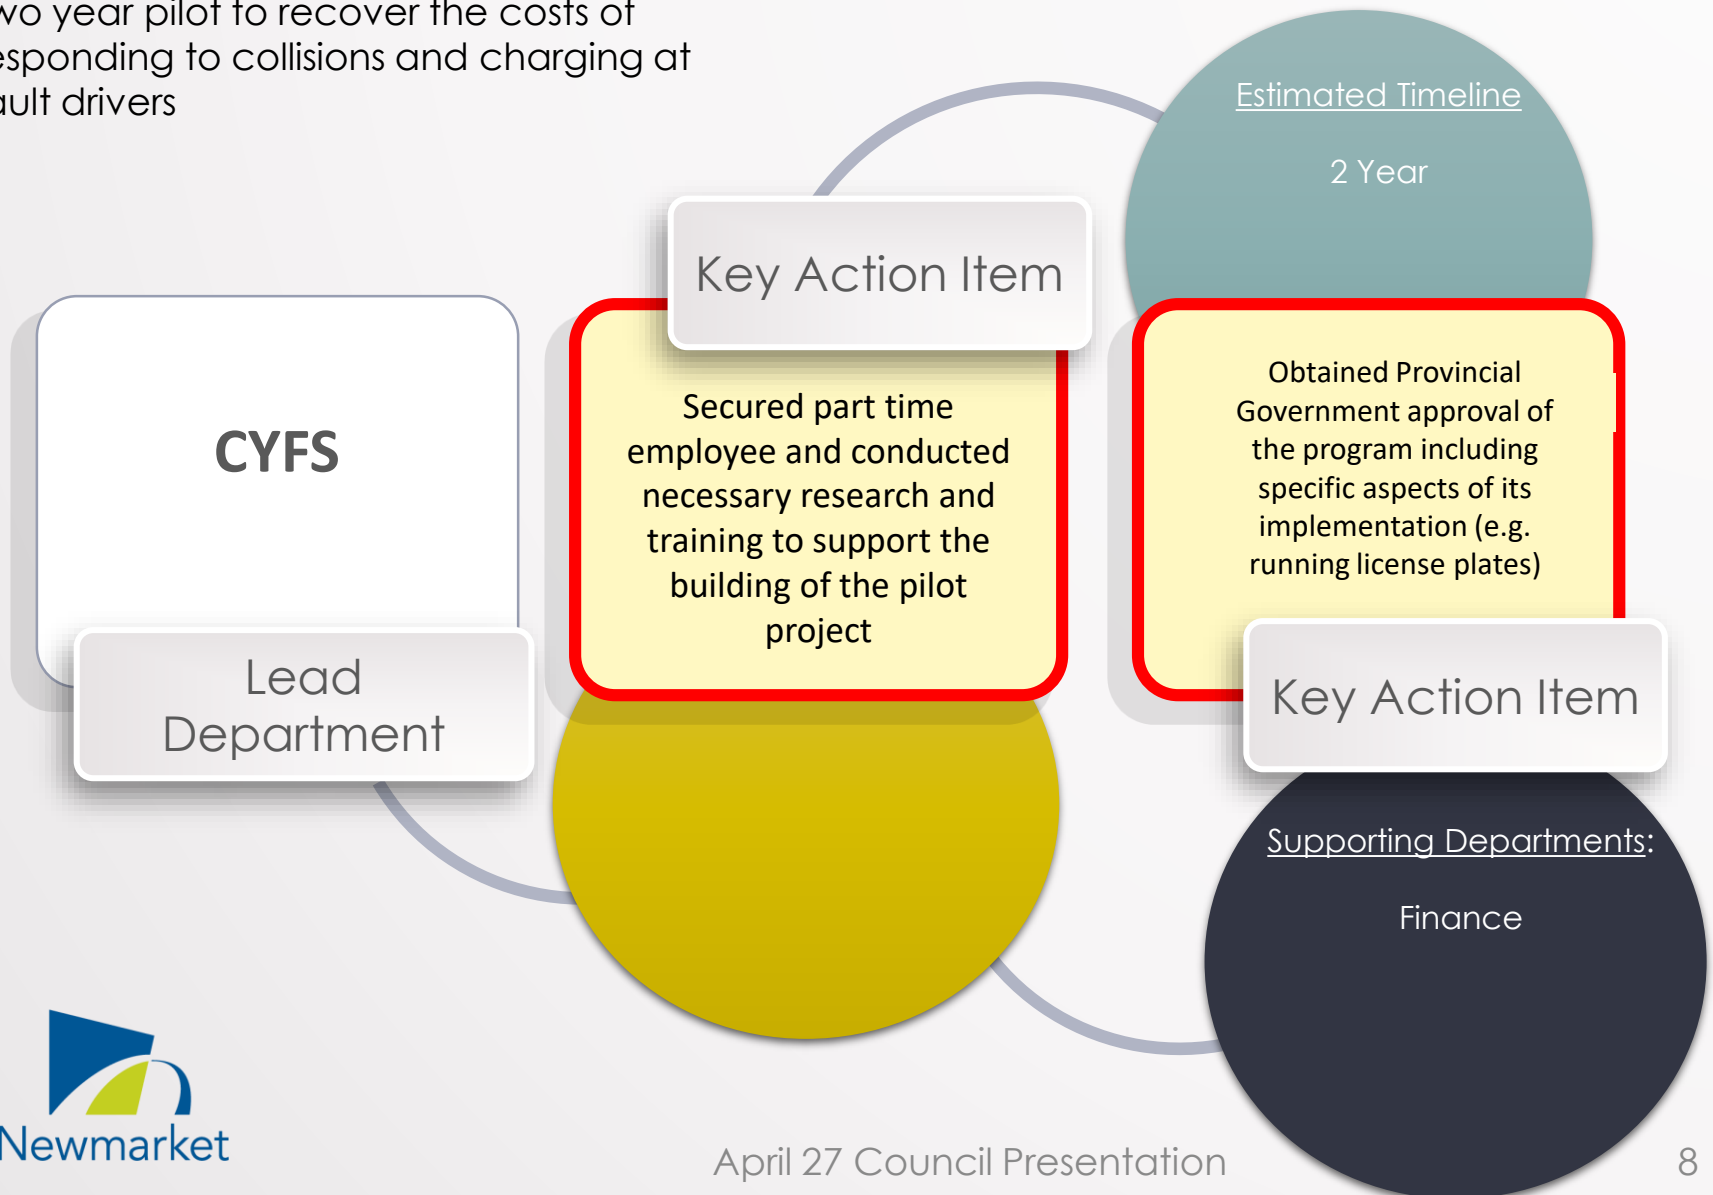 year pilot to recover the costs of
to collisions and charging at
drivers
Estimated Timeline
2 Year
Key Action Item
CYFS
Lead
Department
Secured part time
employee and conducted
necessary research and
training to support the
building of the pilot
project
Obtained Provincial
Government approval of
the program including
specific aspects of its
implementation (e.g.
running license plates)
Key Action Item
Supporting Departments:
Finance
Newmarket
April 27 Council Presentation
8